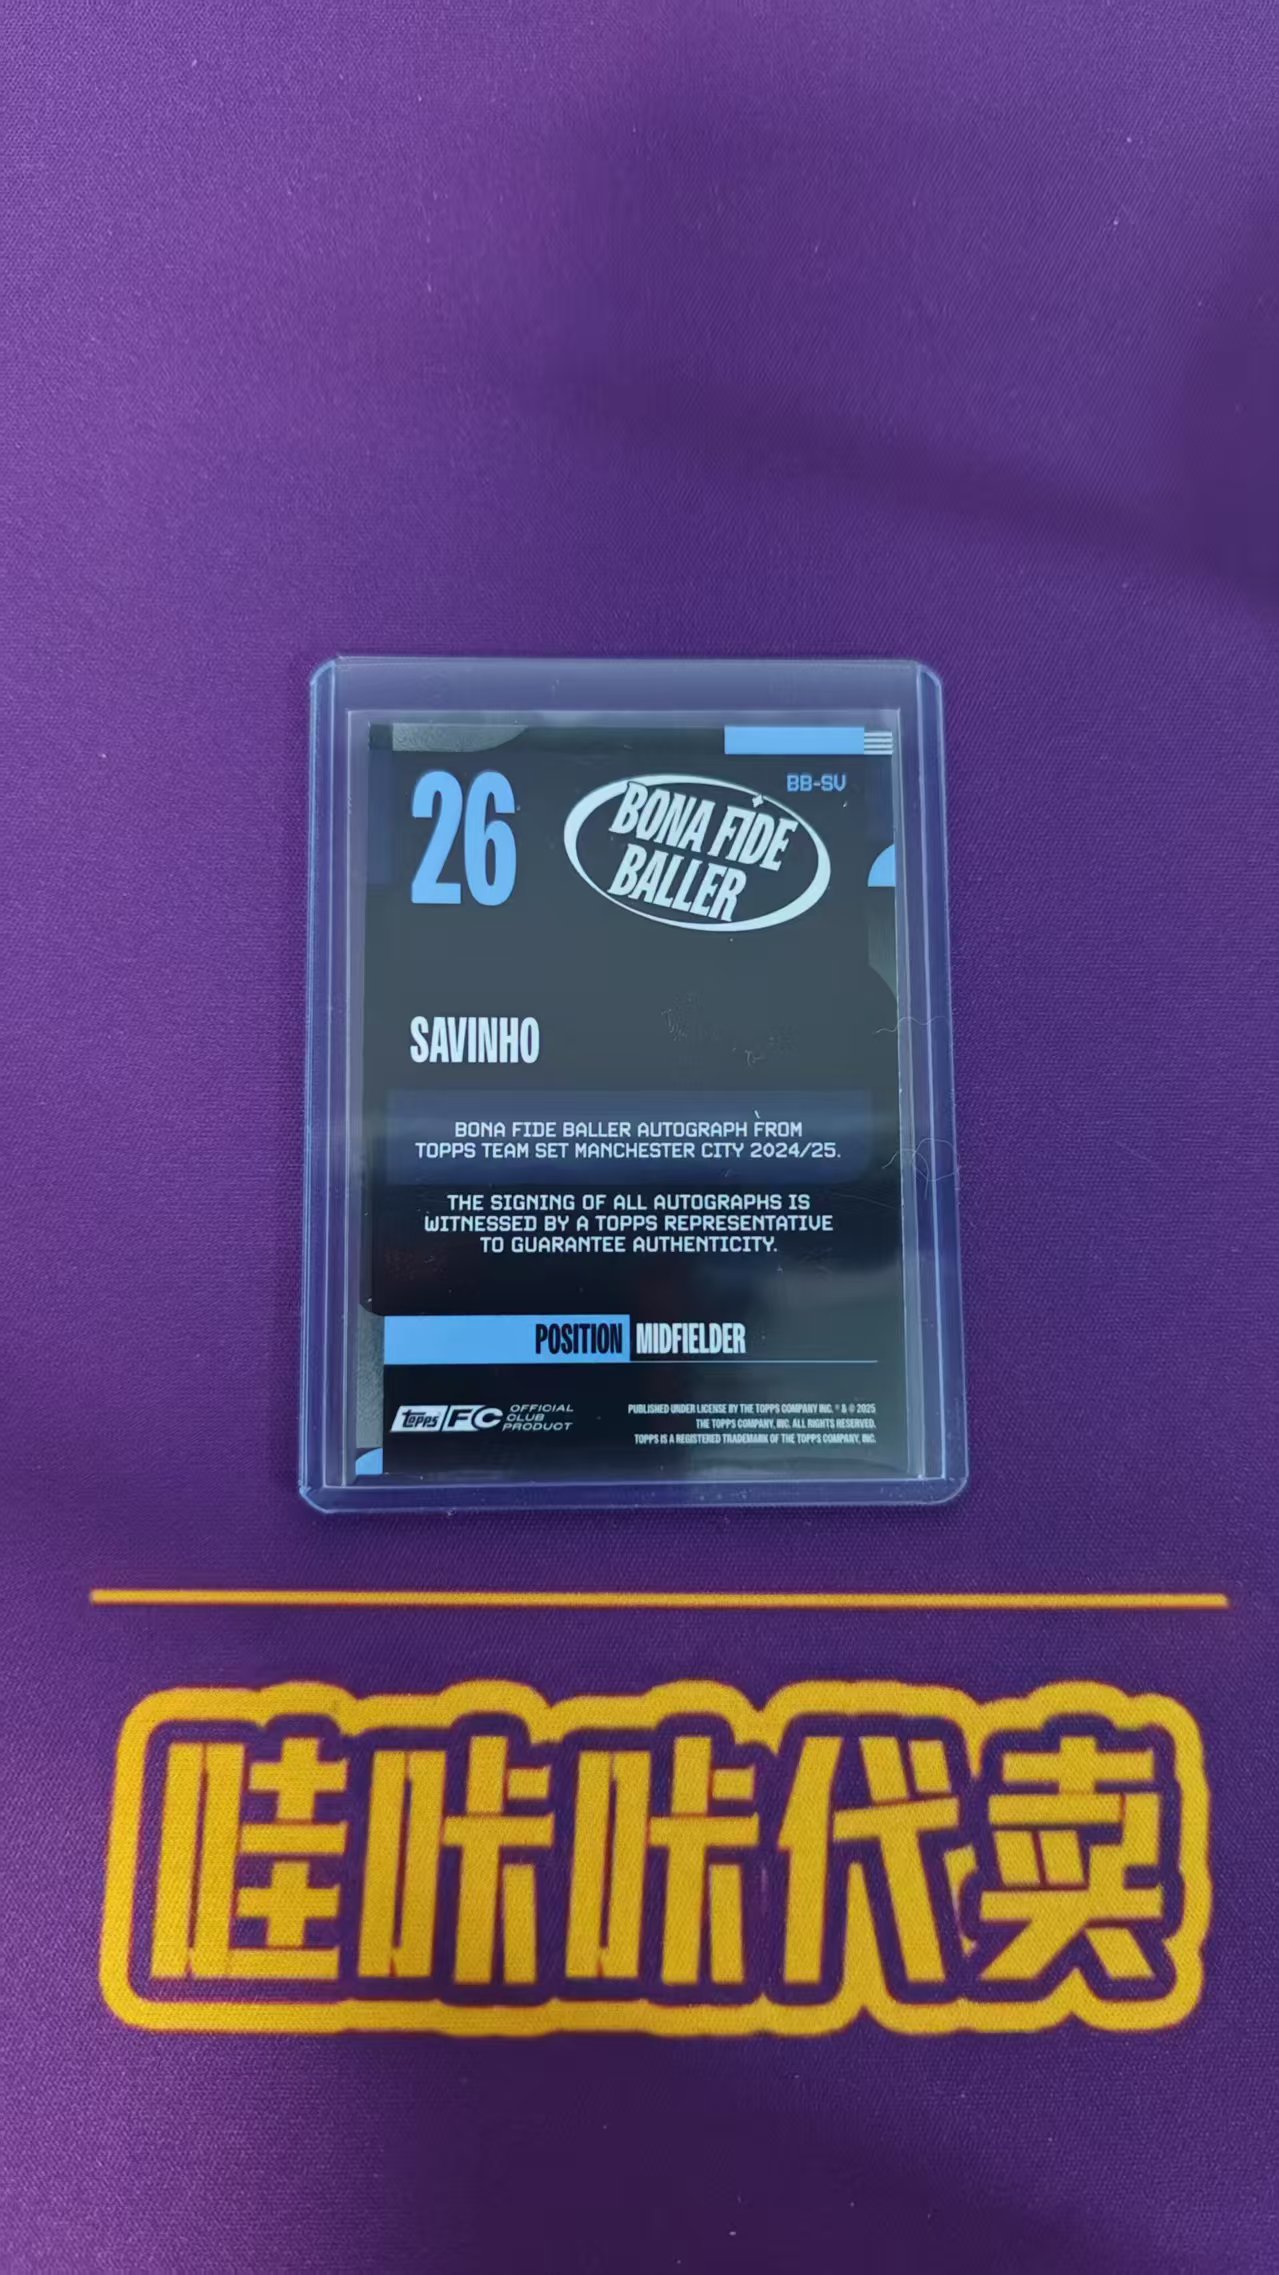 26
BONA FIDE
BALLER
BB-SV
SAVINHO
BONA FIDE BALLER AUTOGRAPH FROM
TOPPS TEAM SET MANCHESTER CITY 2024/25.
THE SIGNING OF ALL AUTOGRAPHS IS
WITNESSED BY A TOPPS REPRESENTATIVE
TO GUARANTEE AUTHENTICITY.
POSITION MIDFIELDER
TOPPS FC OFFICIAL
CLUB
PRODUCT
PUBLISHED UNDER LICENSE BY THE TOPPS COMPANY INC. ® & © 2025
THE TOPPS COMPANY, INC. ALL RIGHTS RESERVED.
TOPPS IS A REGISTERED TRADEMARK OF THE TOPPS COMPANY, INC.
哇咔咔代卖